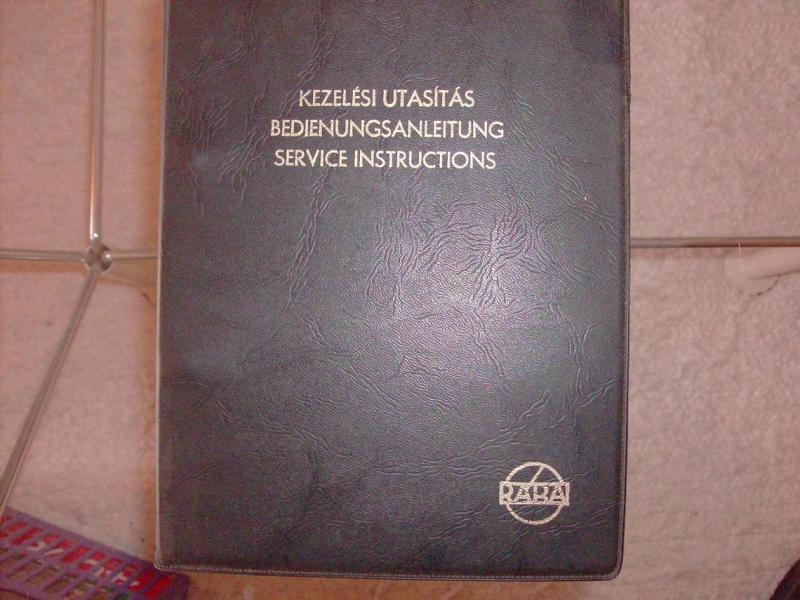 KEZELÉSI UTASÍTÁS
BEDIENUNGSANLEITUNG
SERVICE INSTRUCTIONS
RÁBA